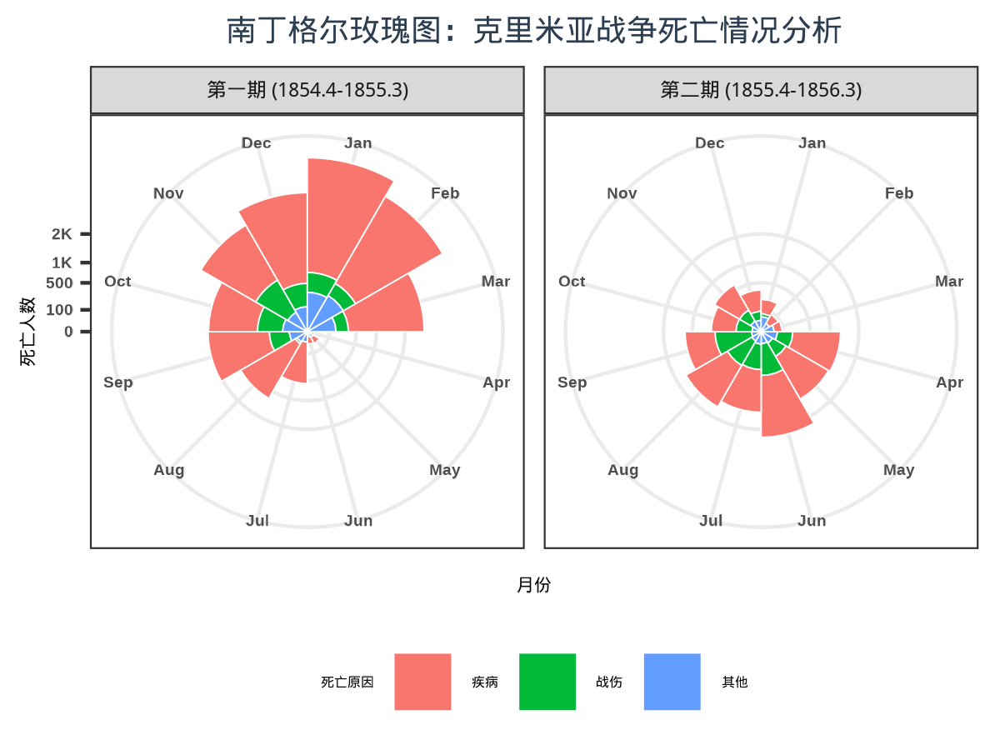 南丁格尔玫瑰图：克里米亚战争死亡情况分析
第一期 (1854.4-1855.3)
第二期 (1855.4-1856.3)
死亡人数
2K
1K
500
100
0
Dec
Jan
Nov
Feb
Oct
Mar
Sep
Apr
Aug
May
Jul
Jun
Dec
Jan
Nov
Feb
Oct
Mar
Sep
Apr
Aug
May
Jul
Jun
月份
死亡原因
疾病
战伤
其他